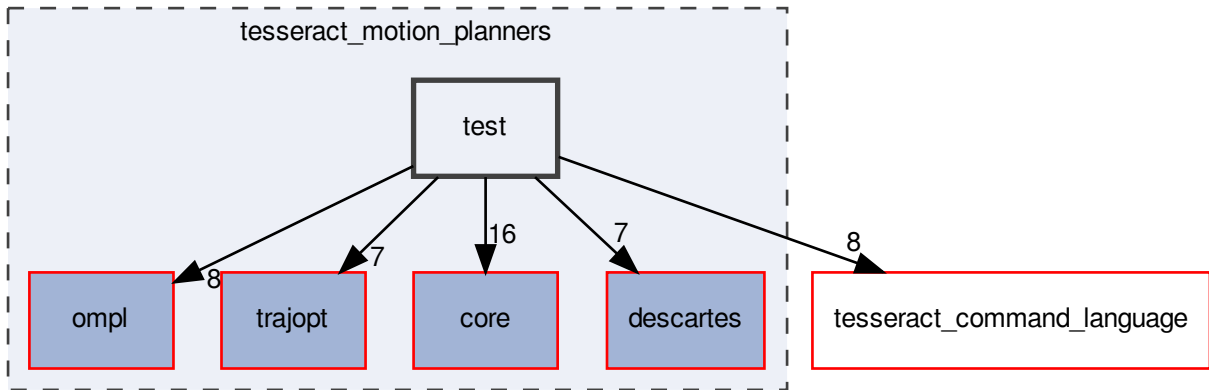 tesseract_motion_planners
test
16
7
8
8
7
ompl
trajopt
core
descartes
tesseract_command_language